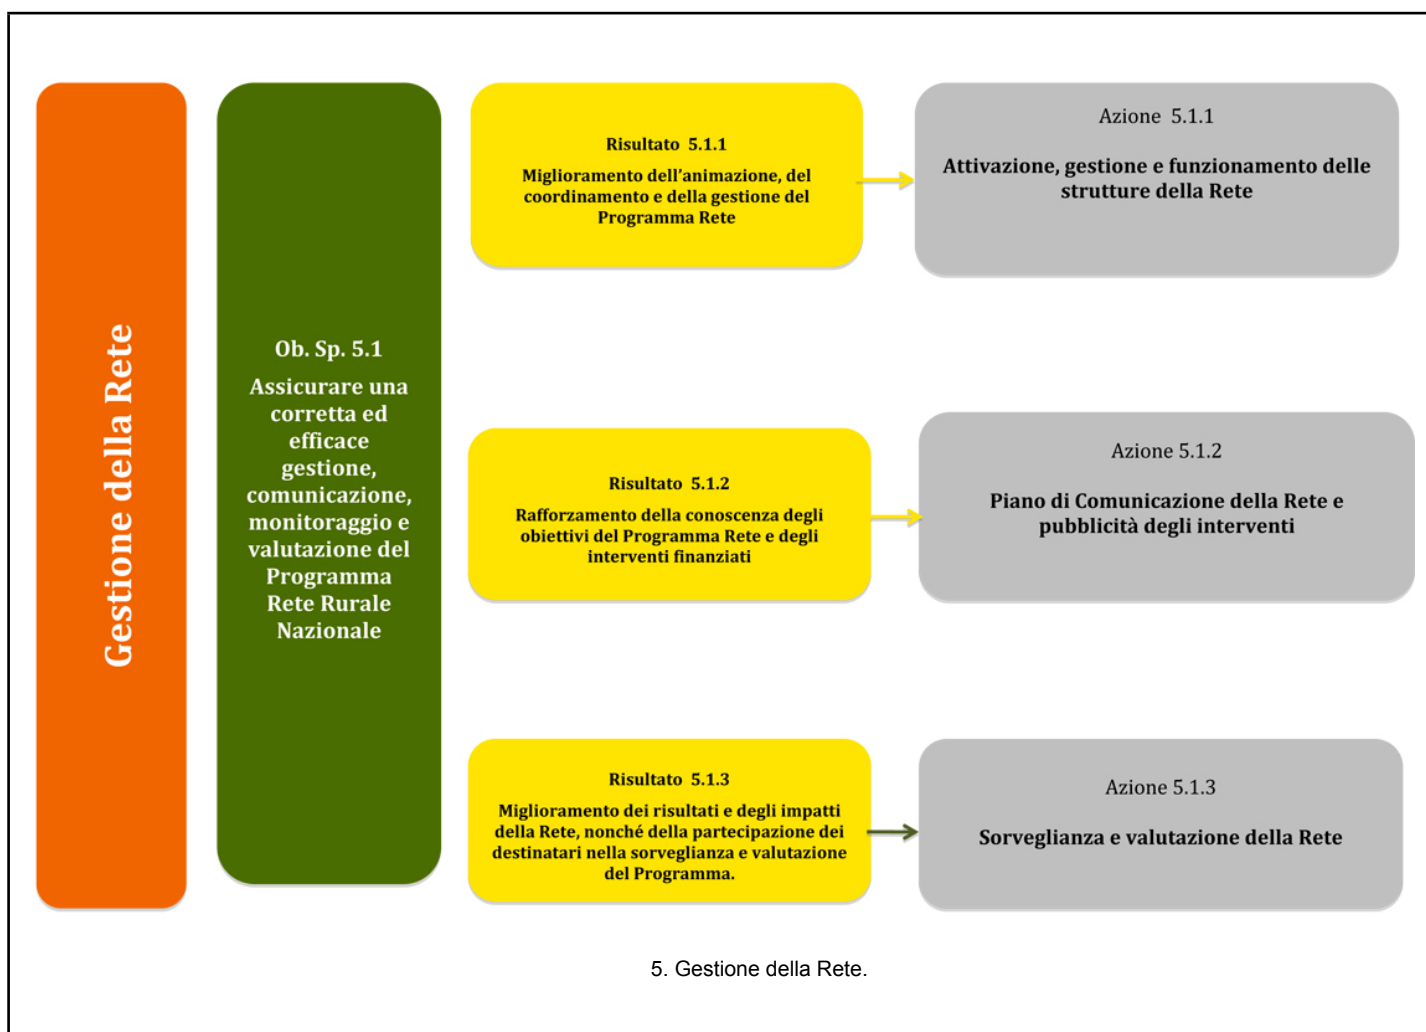 Gestione della Rete
Ob. Sp. 5.1
Assicurare una
corretta ed
efficace
gestione,
comunicazione,
monitoraggio e
valutazione del
Programma
Rete Rurale
Nazionale
Risultato 5.1.1
Miglioramento dell'animazione, del
coordinamento e della gestione del
Programma Rete
Azione 5.1.1
Attivazione, gestione e funzionamento delle
strutture della Rete
Risultato 5.1.2
Rafforzamento della conoscenza degli
obiettivi del Programma Rete e degli
interventi finanziati
Azione 5.1.2
Piano di Comunicazione della Rete e
pubblicità degli interventi
Risultato 5.1.3
Miglioramento dei risultati e degli impatti
della Rete, nonché della partecipazione dei
destinatari nella sorveglianza e valutazione
del Programma.
Azione 5.1.3
Sorveglianza e valutazione della Rete
5. Gestione della Rete.